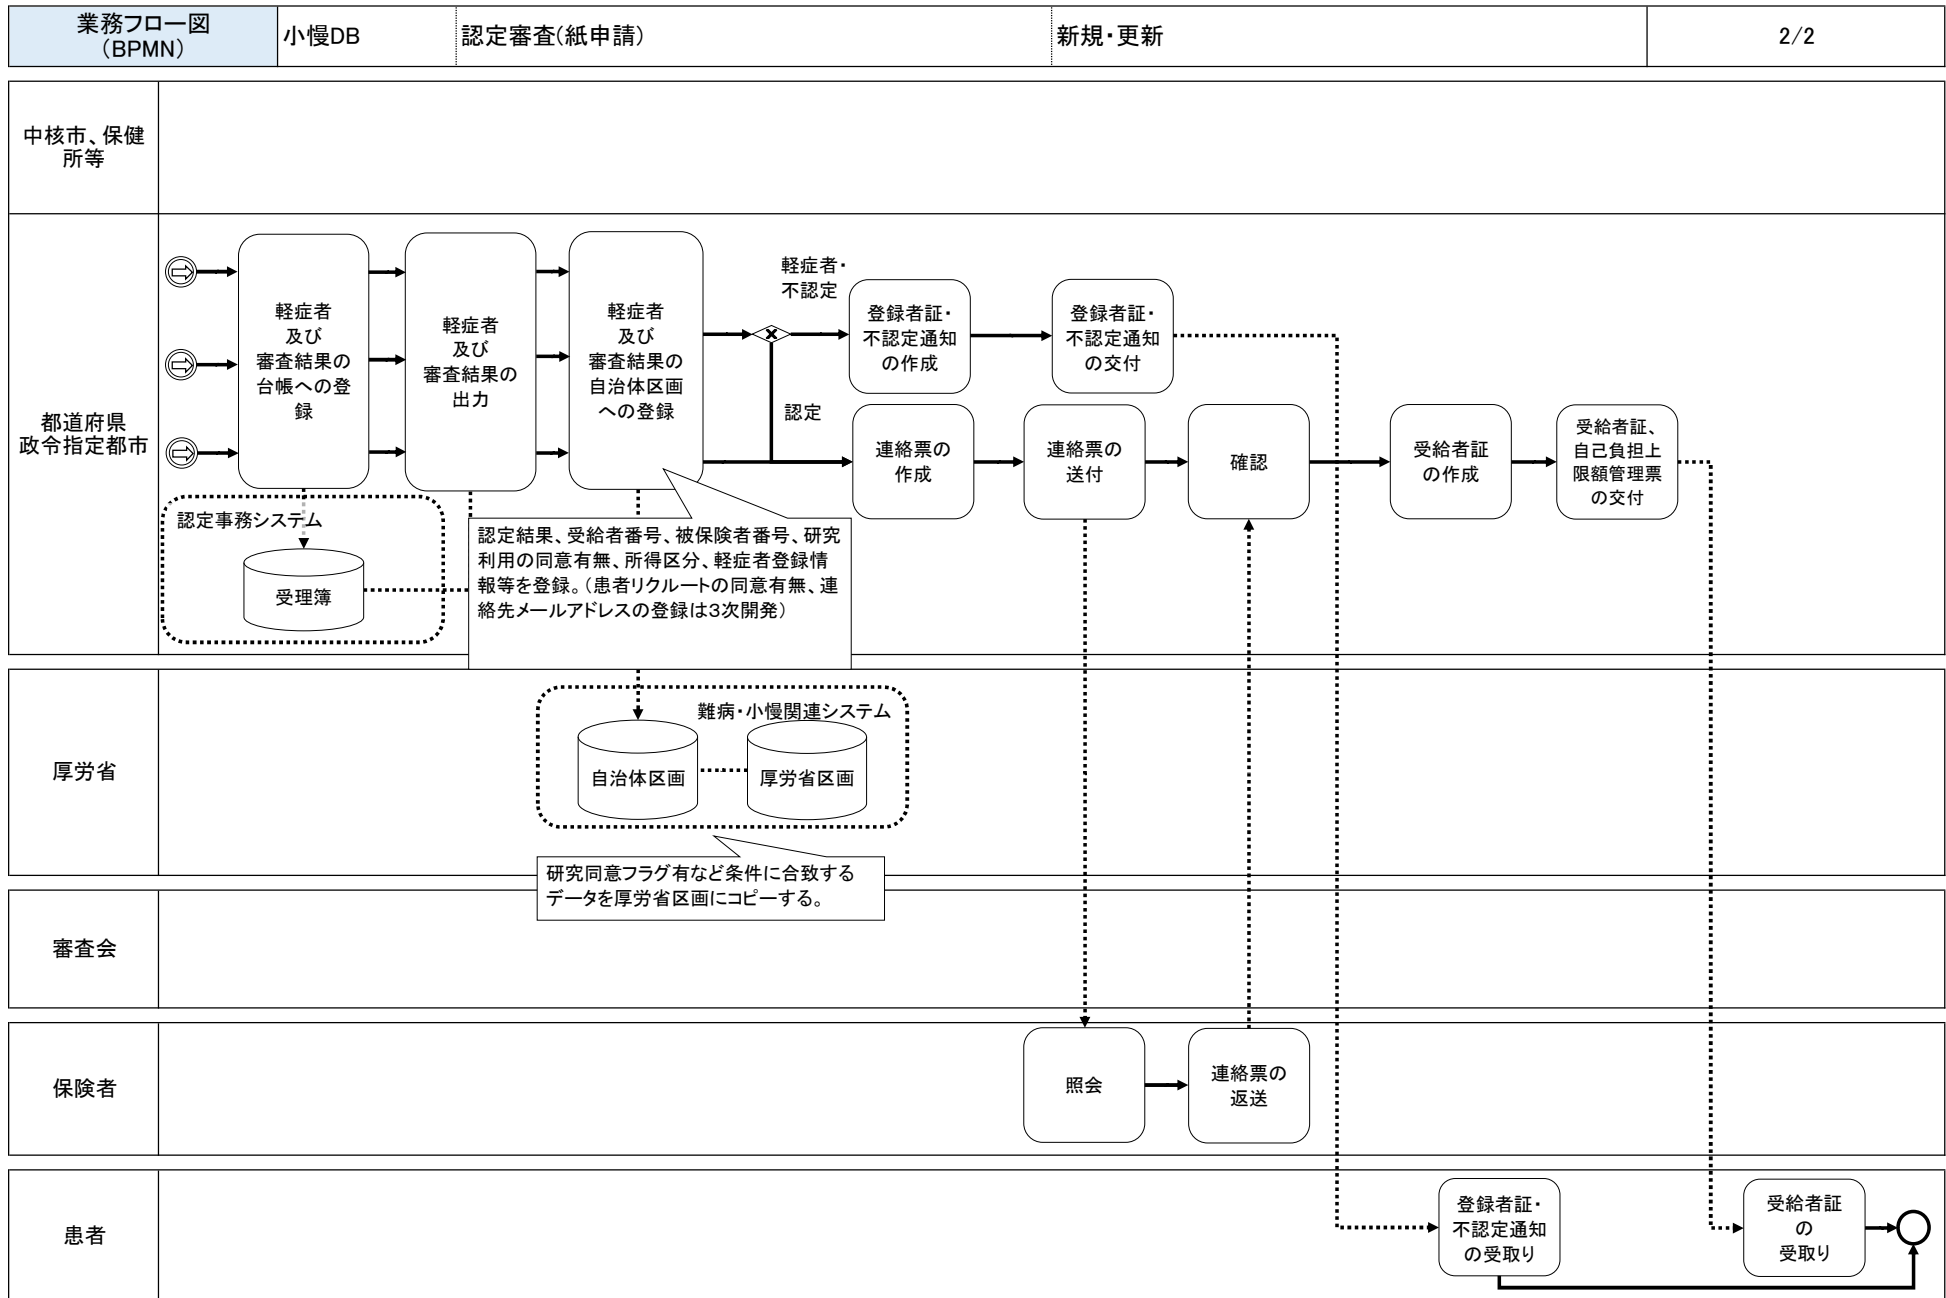 業務フロー図
（BPMN）
小慢DB
認定審査(紙申請)
新規・更新
2/2
中核市、保健
所等
都道府県
政令指定都市
軽症者
及び
審査結果の
台帳への登
録
軽症者
及び
審査結果の
出力
軽症者
及び
審査結果の
自治体区画
への登録
軽症者・
不認定
認定
登録者証・
不認定通知
の作成
登録者証・
不認定通知
の交付
連絡票の
作成
連絡票の
送付
確認
受給者証
の作成
受給者証、
自己負担上
限額管理票
の交付
認定事務システム
受理簿
認定結果、受給者番号、被保険者番号、研究
利用の同意有無、所得区分、軽症者登録情
報等を登録。（患者リクルートの同意有無、連
絡先メールアドレスの登録は３次開発）
厚労省
難病・小慢関連システム
自治体区画
厚労省区画
研究同意フラグ有など条件に合致する
データを厚労省区画にコピーする。
審査会
保険者
照会
連絡票の
返送
患者
登録者証・
不認定通知
の受取り
受給者証
の
受取り